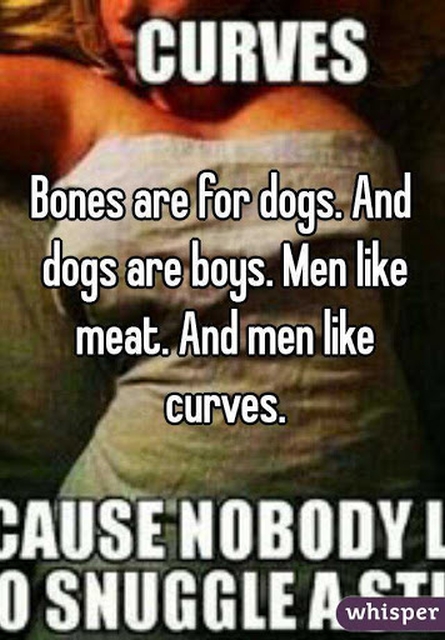 CURVES
Bones are for dogs. And
dogs are boys. Men like
meat. And men like
curves.
CAUSE NOBODY
SNUGGLE A
whisper